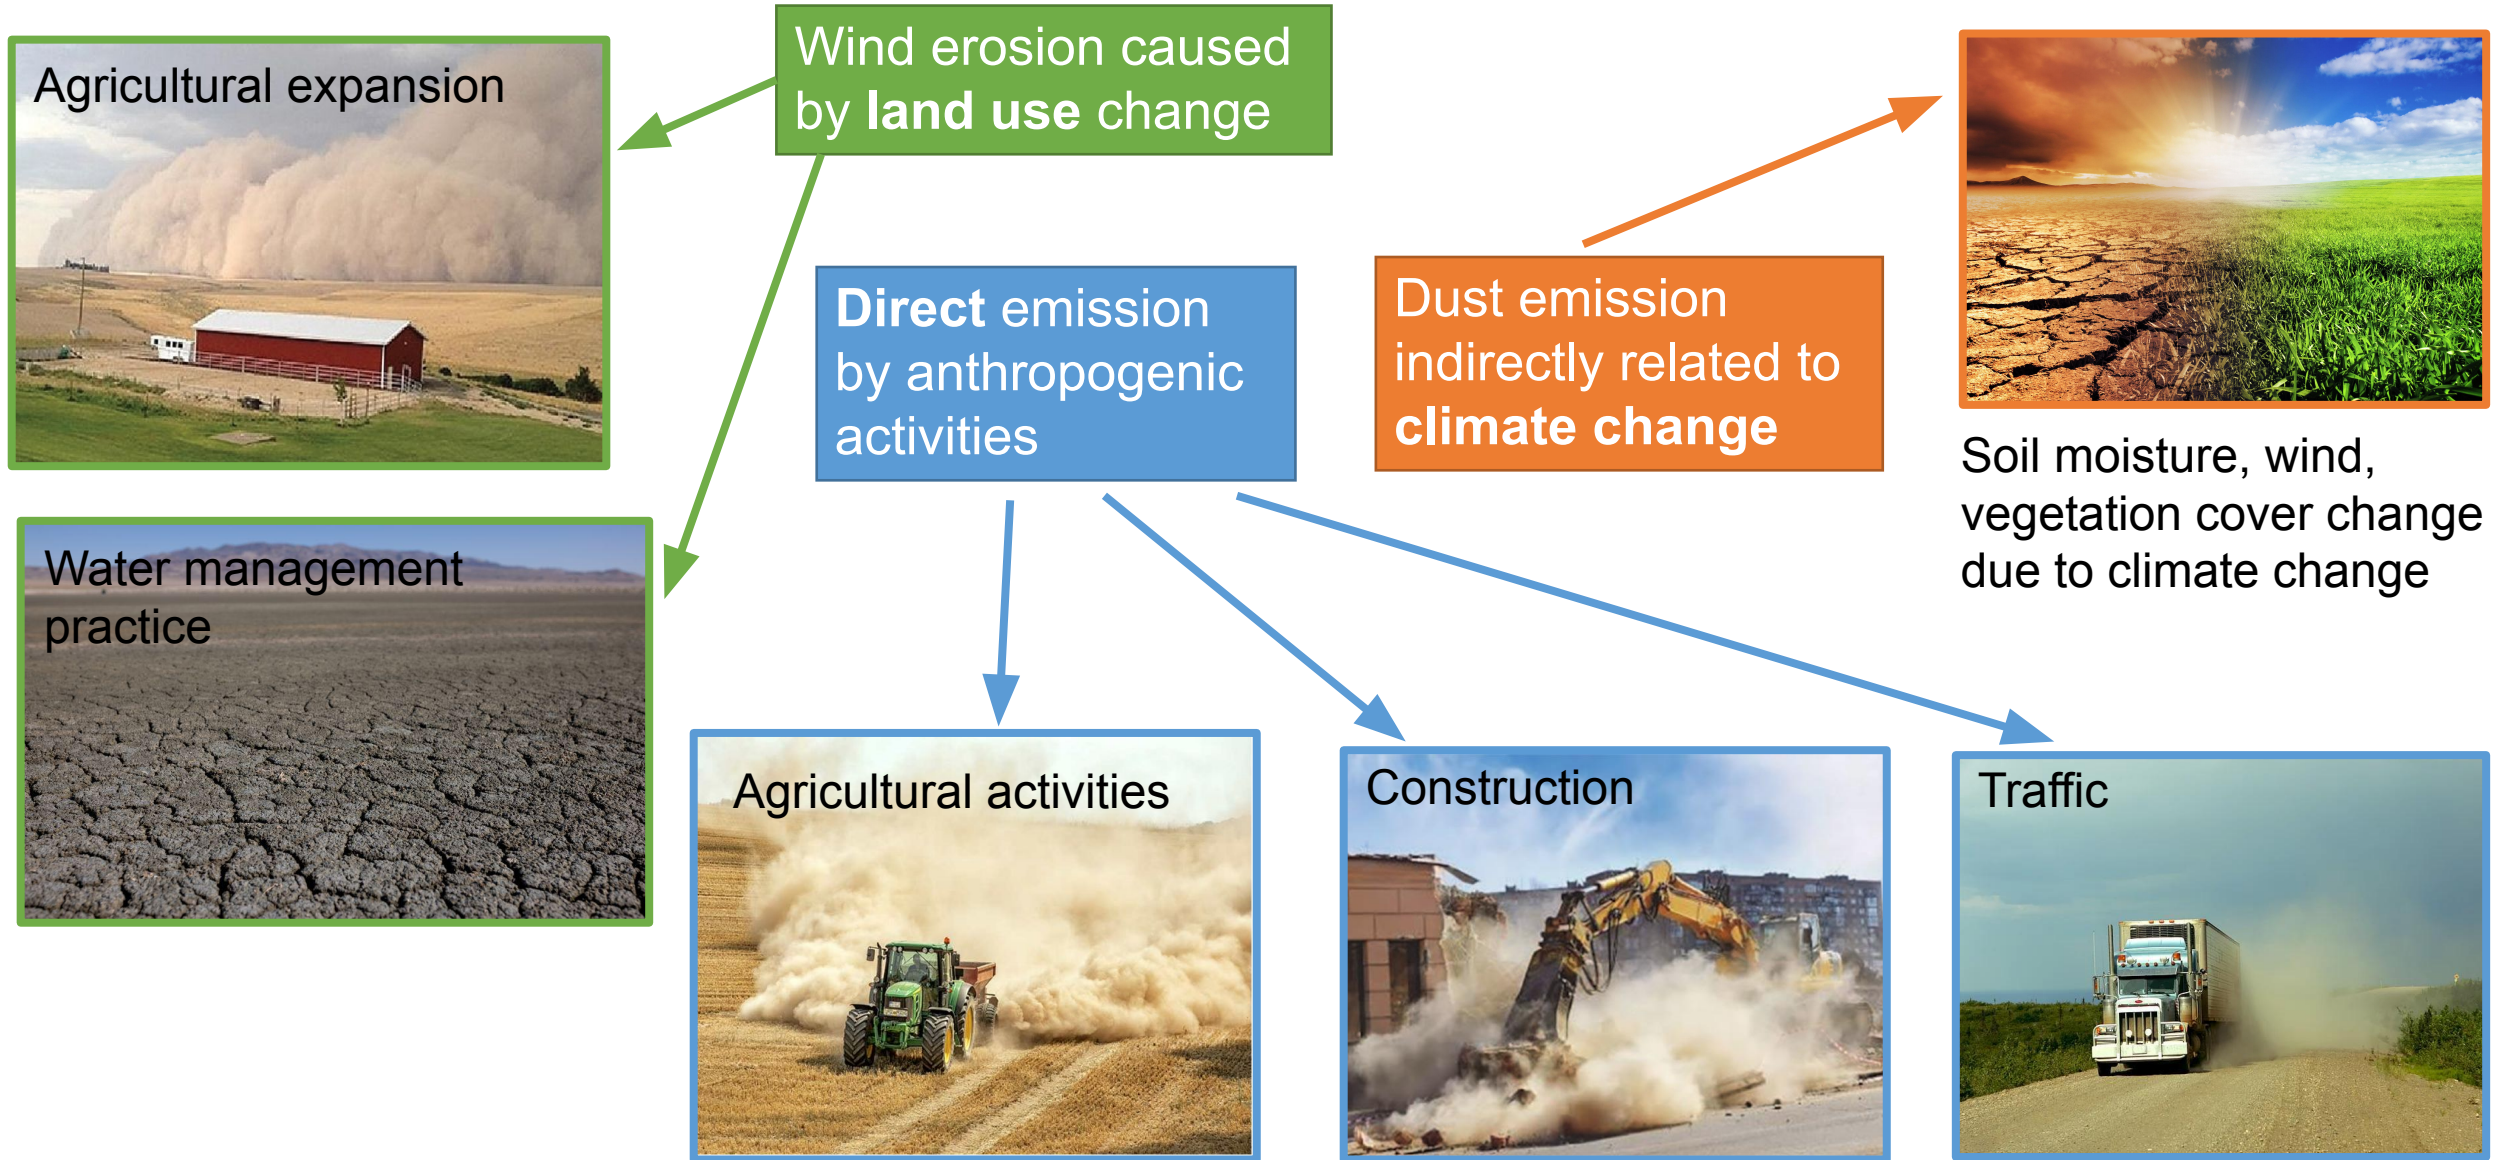 Agricultural expansion
Wind erosion caused
by land use change
Direct emission
by anthropogenic
activities
Dust emission
indirectly related to
climate change
Soil moisture, wind,
vegetation cover change
due to climate change
Water management
practice
Agricultural activities
Construction
Traffic